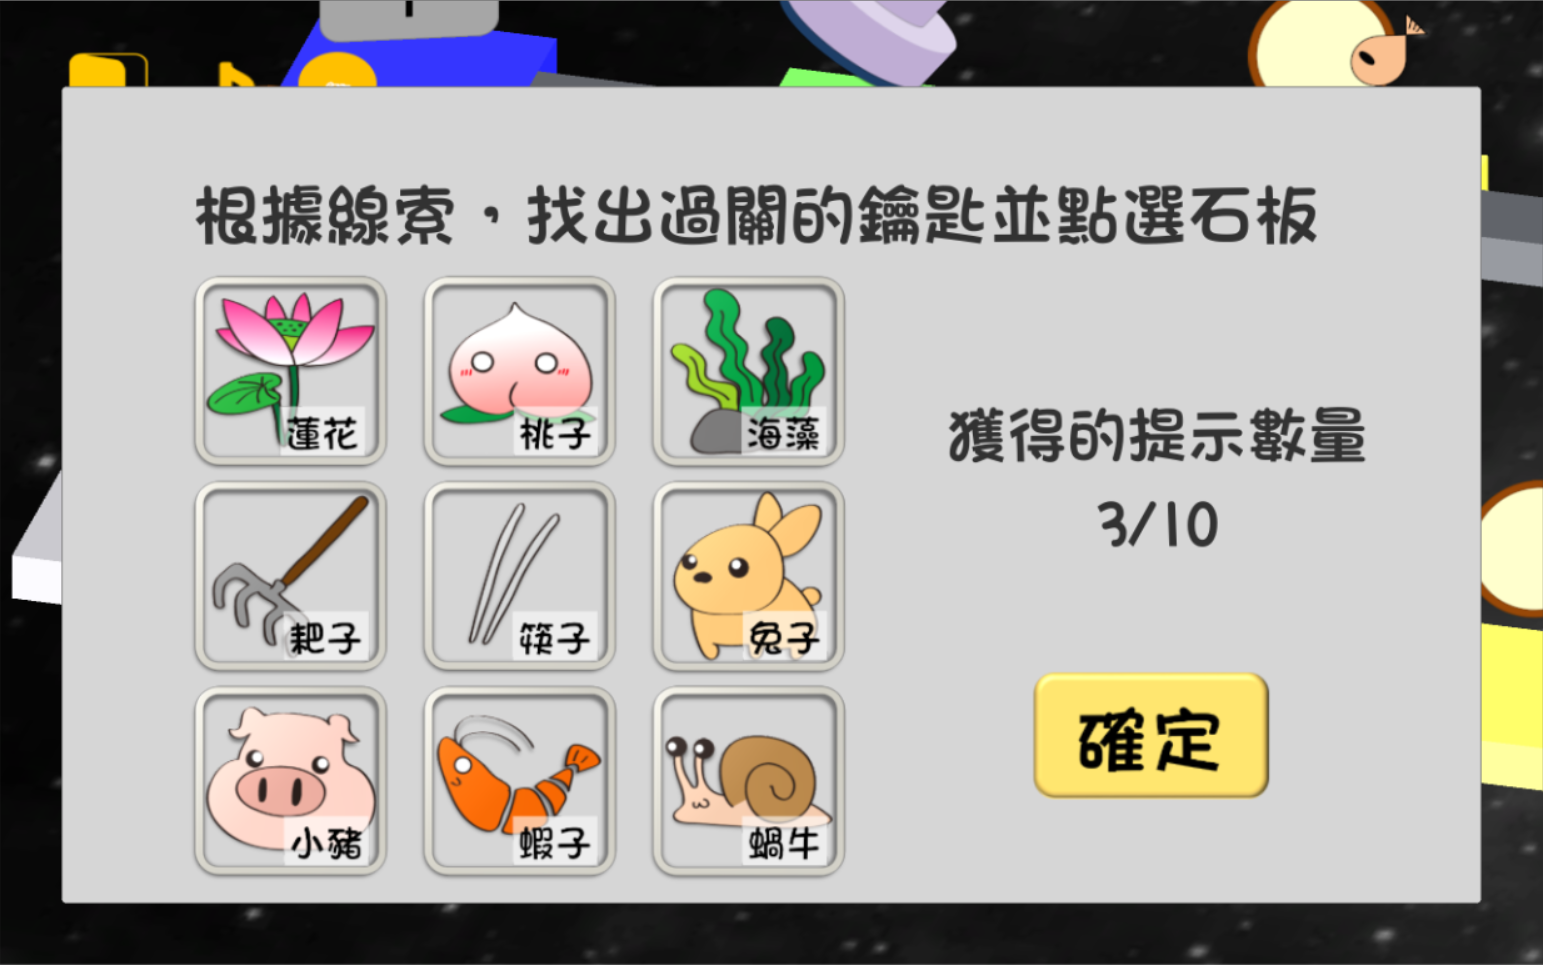 根據線索，找出過關的鑰匙並點選石板
蓮花
桃子
海藻
獲得的提示數量
3/10
耙子
筷子
兔子
確定
小豬
蝦子
蝸牛